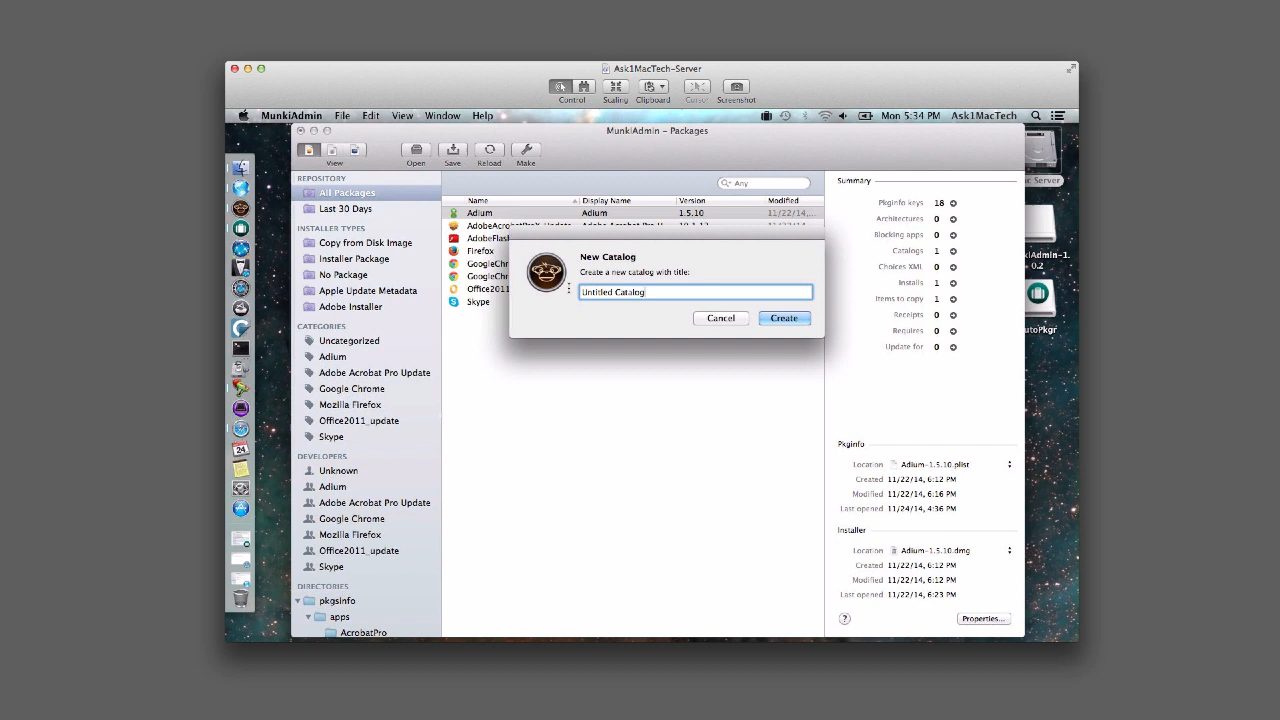 Ask1MacTech-Server
Control
Scaling
Clipboard
Cursor
Screenshot
MunkiAdmin File Edit View Window Help
Mon 5:34 PM Ask1MacTech
MunkiAdmin – Packages
View
Open
Save
Reload
Make
Any
REPOSITORY
All Packages
Last 30 Days
INSTALLER TYPES
Copy from Disk Image
Installer Package
No Package
Apple Update Metadata
Adobe Installer
CATEGORIES
Uncategorized
Adium
Adobe Acrobat Pro Update
Google Chrome
Mozilla Firefox
Office2011_update
Skype
DEVELOPERS
Unknown
Adium
Adobe Acrobat Pro Update
Google Chrome
Mozilla Firefox
Office2011_update
Skype
DIRECTORIES
pkgsinfo
apps
AcrobatPro
Name Display Name Version Modified
Adium Adium 1.5.10 11/22/14,...
AdobeFlas
Firefox
GoogleChr
GoogleChr
Office2011
Skype
New Catalog
Create a new catalog with title:
Untitled Catalog
Cancel
Create
Summary
Pkginfo keys 18
Architectures 0
Blocking apps 0
Catalogs 1
Choices XML 0
Installs 1
Items to copy 1
Receipts 0
Requires 0
Update for 0
Pkginfo
Location Adium-1.5.10.plist
Created 11/22/14, 6:12 PM
Modified 11/22/14, 6:16 PM
Last opened 11/24/14, 4:36 PM
Installer
Location Adium-1.5.10.dmg
Created 11/22/14, 6:12 PM
Modified 11/22/14, 6:12 PM
Last opened 11/22/14, 6:23 PM
? Properties...
Server
kiAdmin-1.
0.2
utoPkgr
24